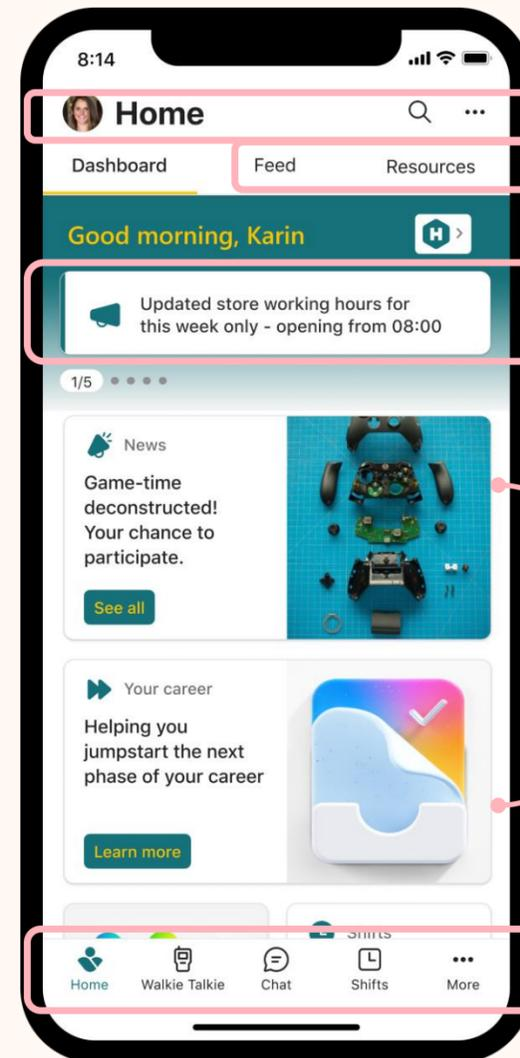 8:14
Home
Dashboard Feed Resources
Good morning, Karin
H
Updated store working hours for
this week only - opening from 08:00
1/5
News
Game-time
deconstructed!
Your chance to
participate.
See all
Your career
Helping you
jumpstart the next
phase of your career
Learn more
Shifts
Home Walkie Talkie Chat Shifts More